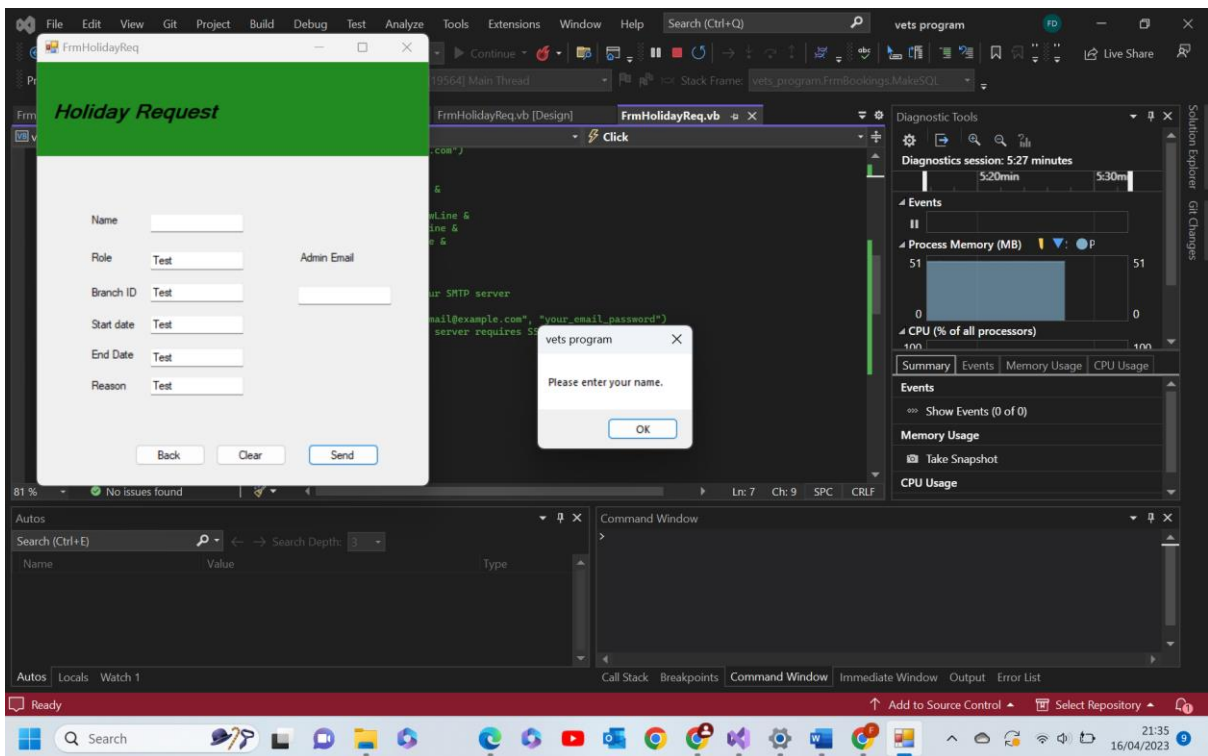 File Edit View Git Project Build Debug Test Analyze Tools Extensions Window Help Search (Ctrl+Q) vets program FD
FrmHolidayReq
Continue Live Share
19564] Main Thread Stack Frame: vets_program.FrmBookings.MakeSQL
Holiday Request
FrmHolidayReq.vb [Design] FrmHolidayReq.vb
Click
.com")
&
wLine &
ine &
e &
ur SMTP server
mail@example.com", "your_email_password")
server requires SS
Name
Role Test Admin Email
Branch ID Test
Start date Test
End Date Test
Reason Test
Back Clear Send
vets program
Please enter your name.
OK
Diagnostic Tools
Diagnostics session: 5:27 minutes
5:20min 5:30m
Events
Process Memory (MB) P
51 51
0 0
CPU (% of all processors)
100 100
Summary Events Memory Usage CPU Usage
Events
Show Events (0 of 0)
Memory Usage
Take Snapshot
CPU Usage
Solution Explorer
Git Changes
81 % No issues found Ln: 7 Ch: 9 SPC CRLF
Autos
Search (Ctrl+E) Search Depth: 3
Name Value Type
Command Window
>
Autos Locals Watch 1
Call Stack Breakpoints Command Window Immediate Window Output Error List
Ready Add to Source Control Select Repository
Search
21:35
16/04/2023
9